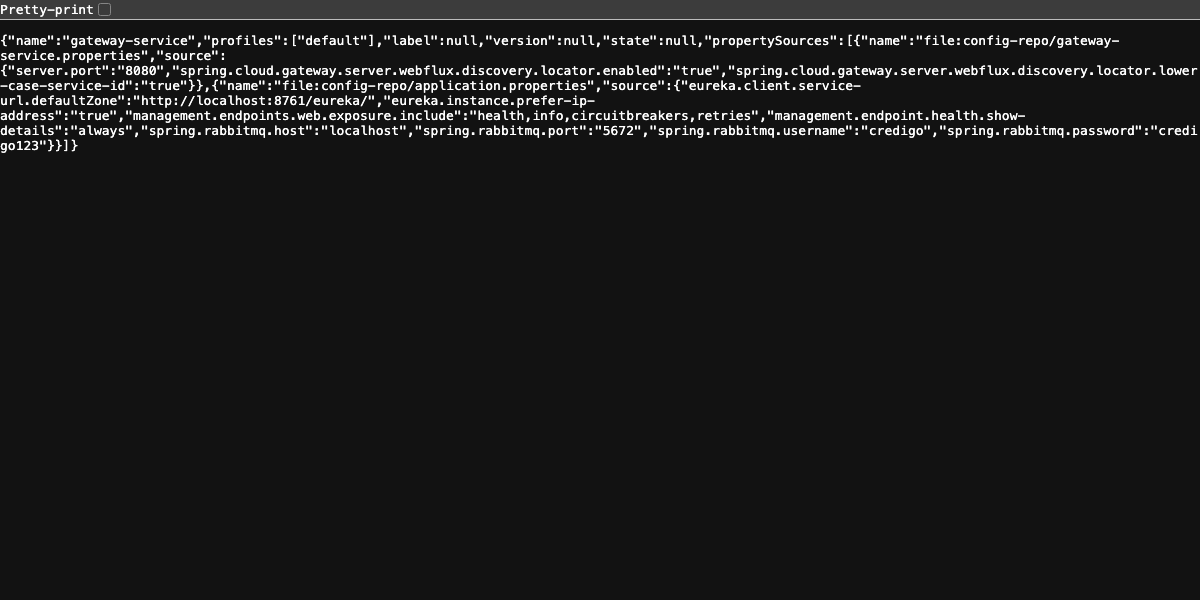 Pretty-print
{"name":"gateway-service","profiles":["default"],"label":null,"version":null,"state":null,"propertySources":[{"name":"file:config-repo/gateway-
service.properties","source":
{"server.port":"8080","spring.cloud.gateway.server.webflux.discovery.locator.enabled":"true","spring.cloud.gateway.server.webflux.discovery.locator.lower
-case-service-id":"true"}},{"name":"file:config-repo/application.properties","source":{"eureka.client.service-
url.defaultZone":"http://localhost:8761/eureka/","eureka.instance.prefer-ip-
address":"true","management.endpoints.web.exposure.include":"health,info,circuitbreakers,retries","management.endpoint.health.show-
details":"always","spring.rabbitmq.host":"localhost","spring.rabbitmq.port":"5672","spring.rabbitmq.username":"credigo","spring.rabbitmq.password":"credi
go123"}}]}